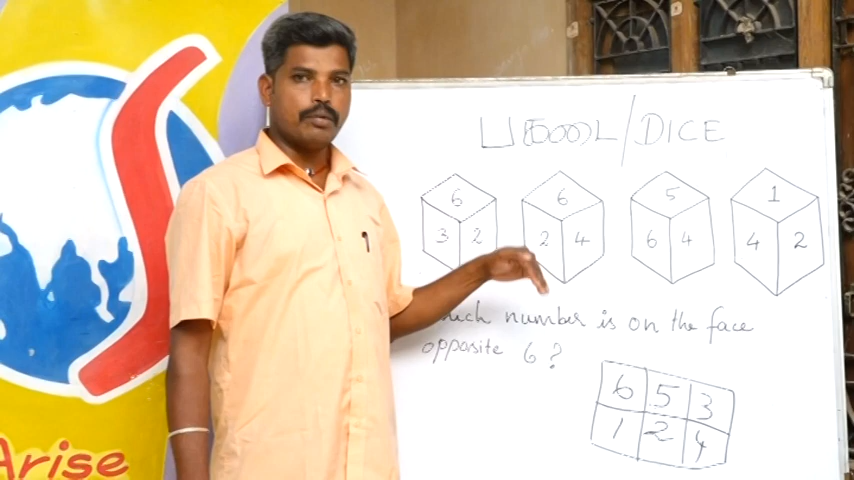 பகடை/DICE
6
3 2
6
2 4
5
6 4
1
4 2
number is on the face
opposite 6 ?
6 5 3
1 2 4
Arise